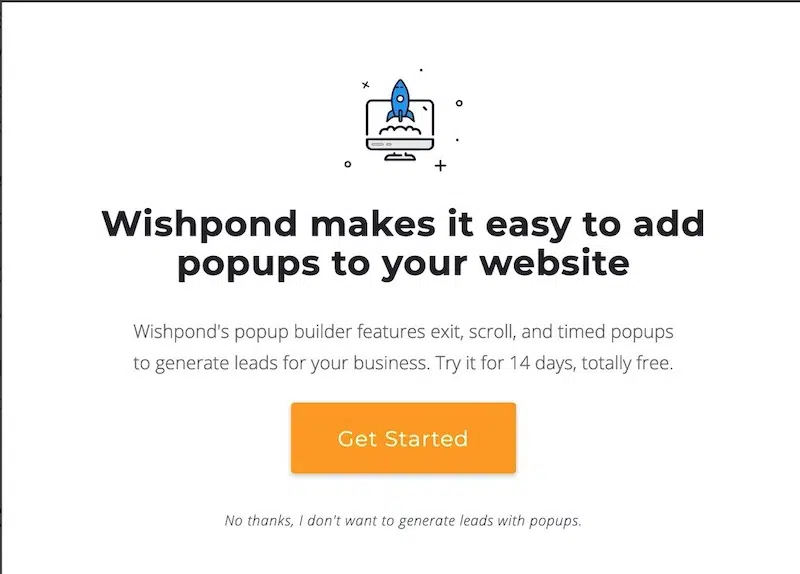 Wishpond makes it easy to add
popups to your website
Wishpond's popup builder features exit, scroll, and timed popups
to generate leads for your business. Try it for 14 days, totally free.
Get Started
No thanks, I don't want to generate leads with popups.